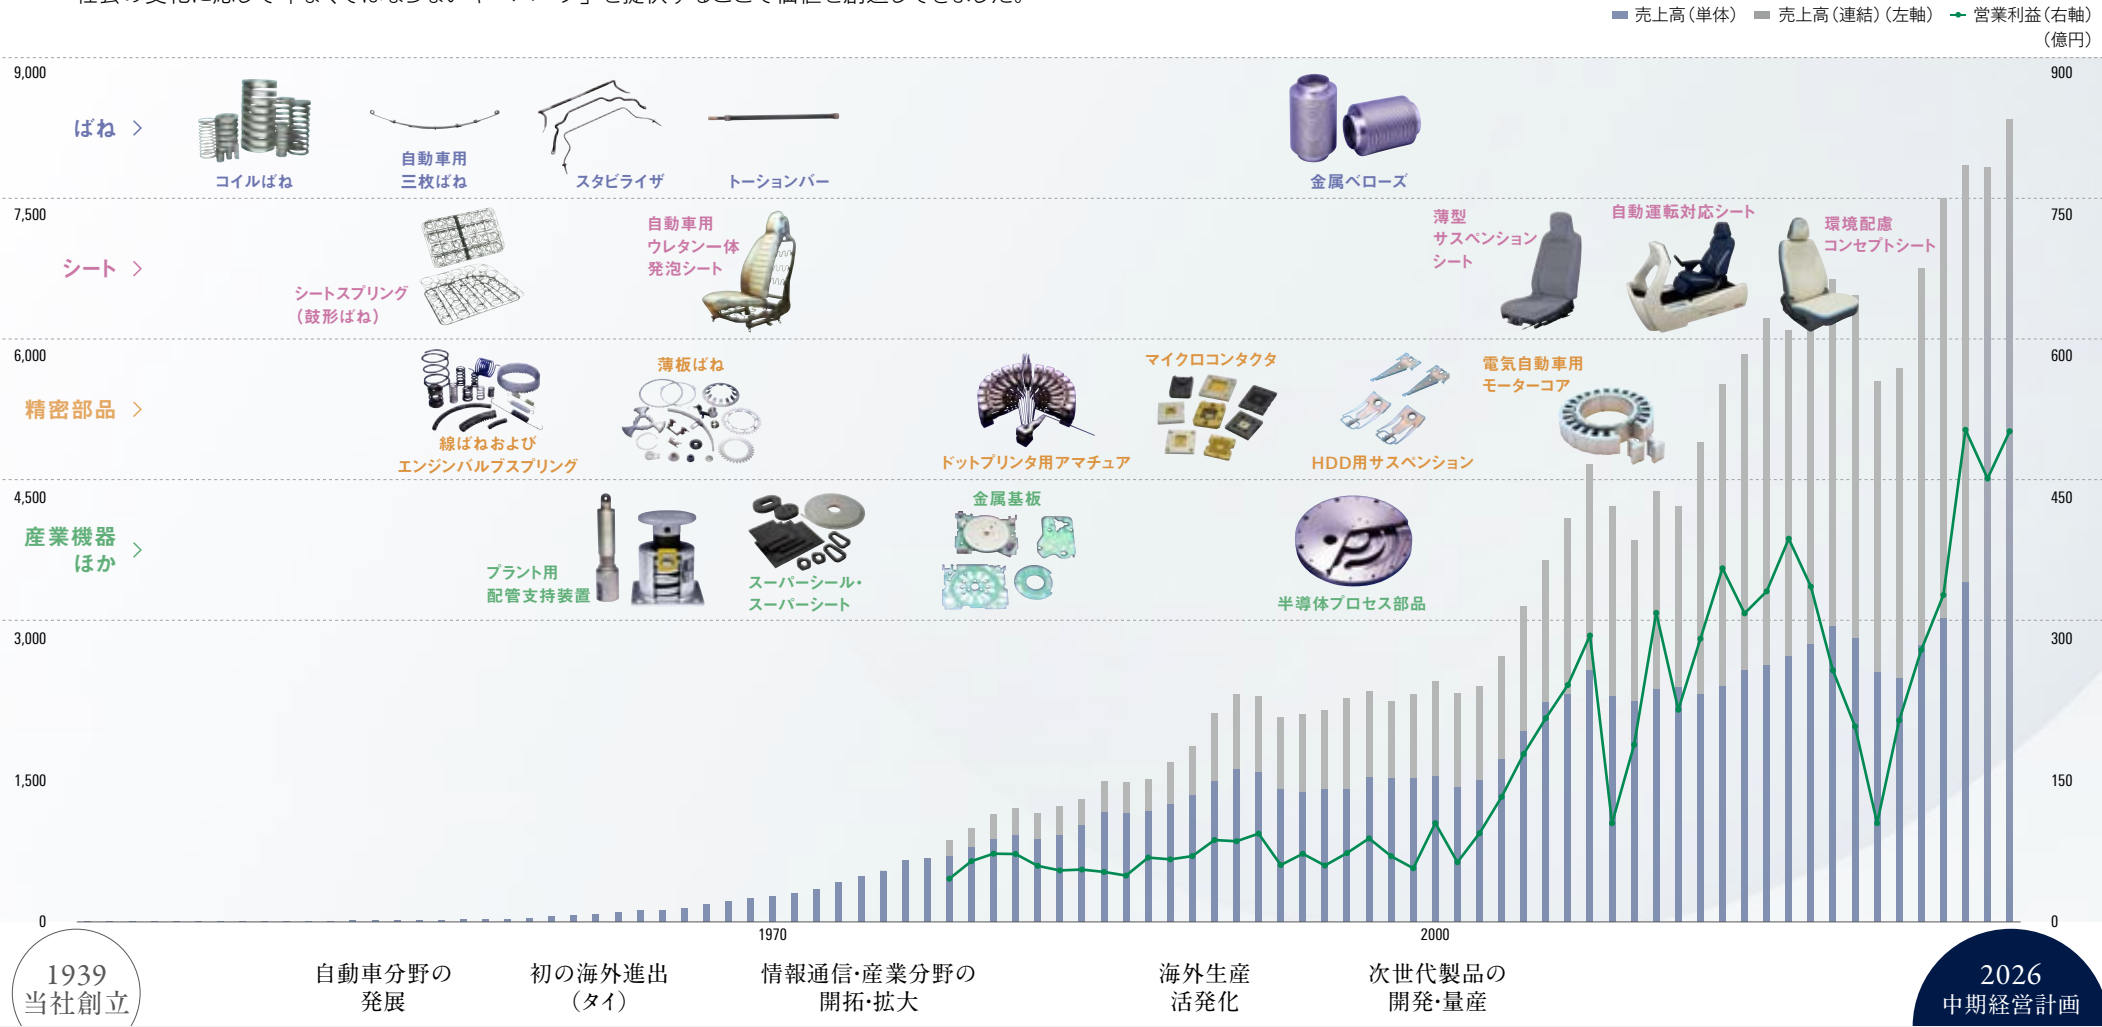 売上高（単体） 売上高（連結）（左軸） 営業利益（右軸）
（億円）
9,000
900
ばね
コイルばね
自動車用
三枚ばね
スタビライザ
トーションバー
金属ベローズ
7,500
750
シート
シートスプリング
（鼓形ばね）
自動車用
ウレタン一体
発泡シート
薄型
サスペンション
シート
自動運転対応シート
環境配慮
コンセプトシート
6,000
600
精密部品
線ばねおよび
エンジンバルブスプリング
薄板ばね
ドットプリンタ用アマチュア
マイクロコンタクタ
HDD用サスペンション
電気自動車用
モーターコア
4,500
450
産業機器
ほか
プラント用
配管支持装置
スーパーシール・
スーパーシート
金属基板
半導体プロセス部品
3,000
300
1,500
150
0
0
1970
2000
1939
当社創立
自動車分野の
発展
初の海外進出
（タイ）
情報通信・産業分野の
開拓・拡大
海外生産
活発化
次世代製品の
開発・量産
2026
中期経営計画